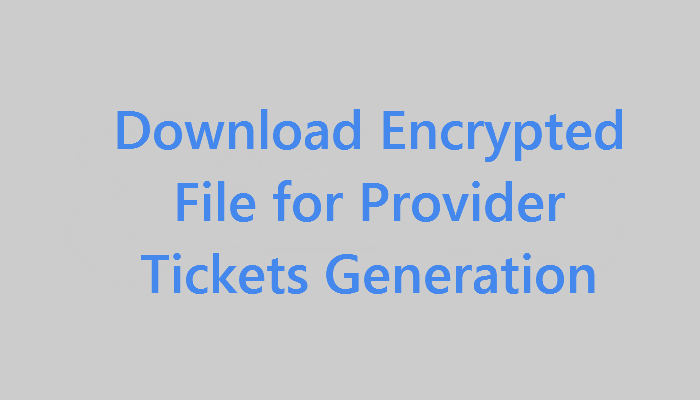 Download Encrypted
File for Provider
Tickets Generation